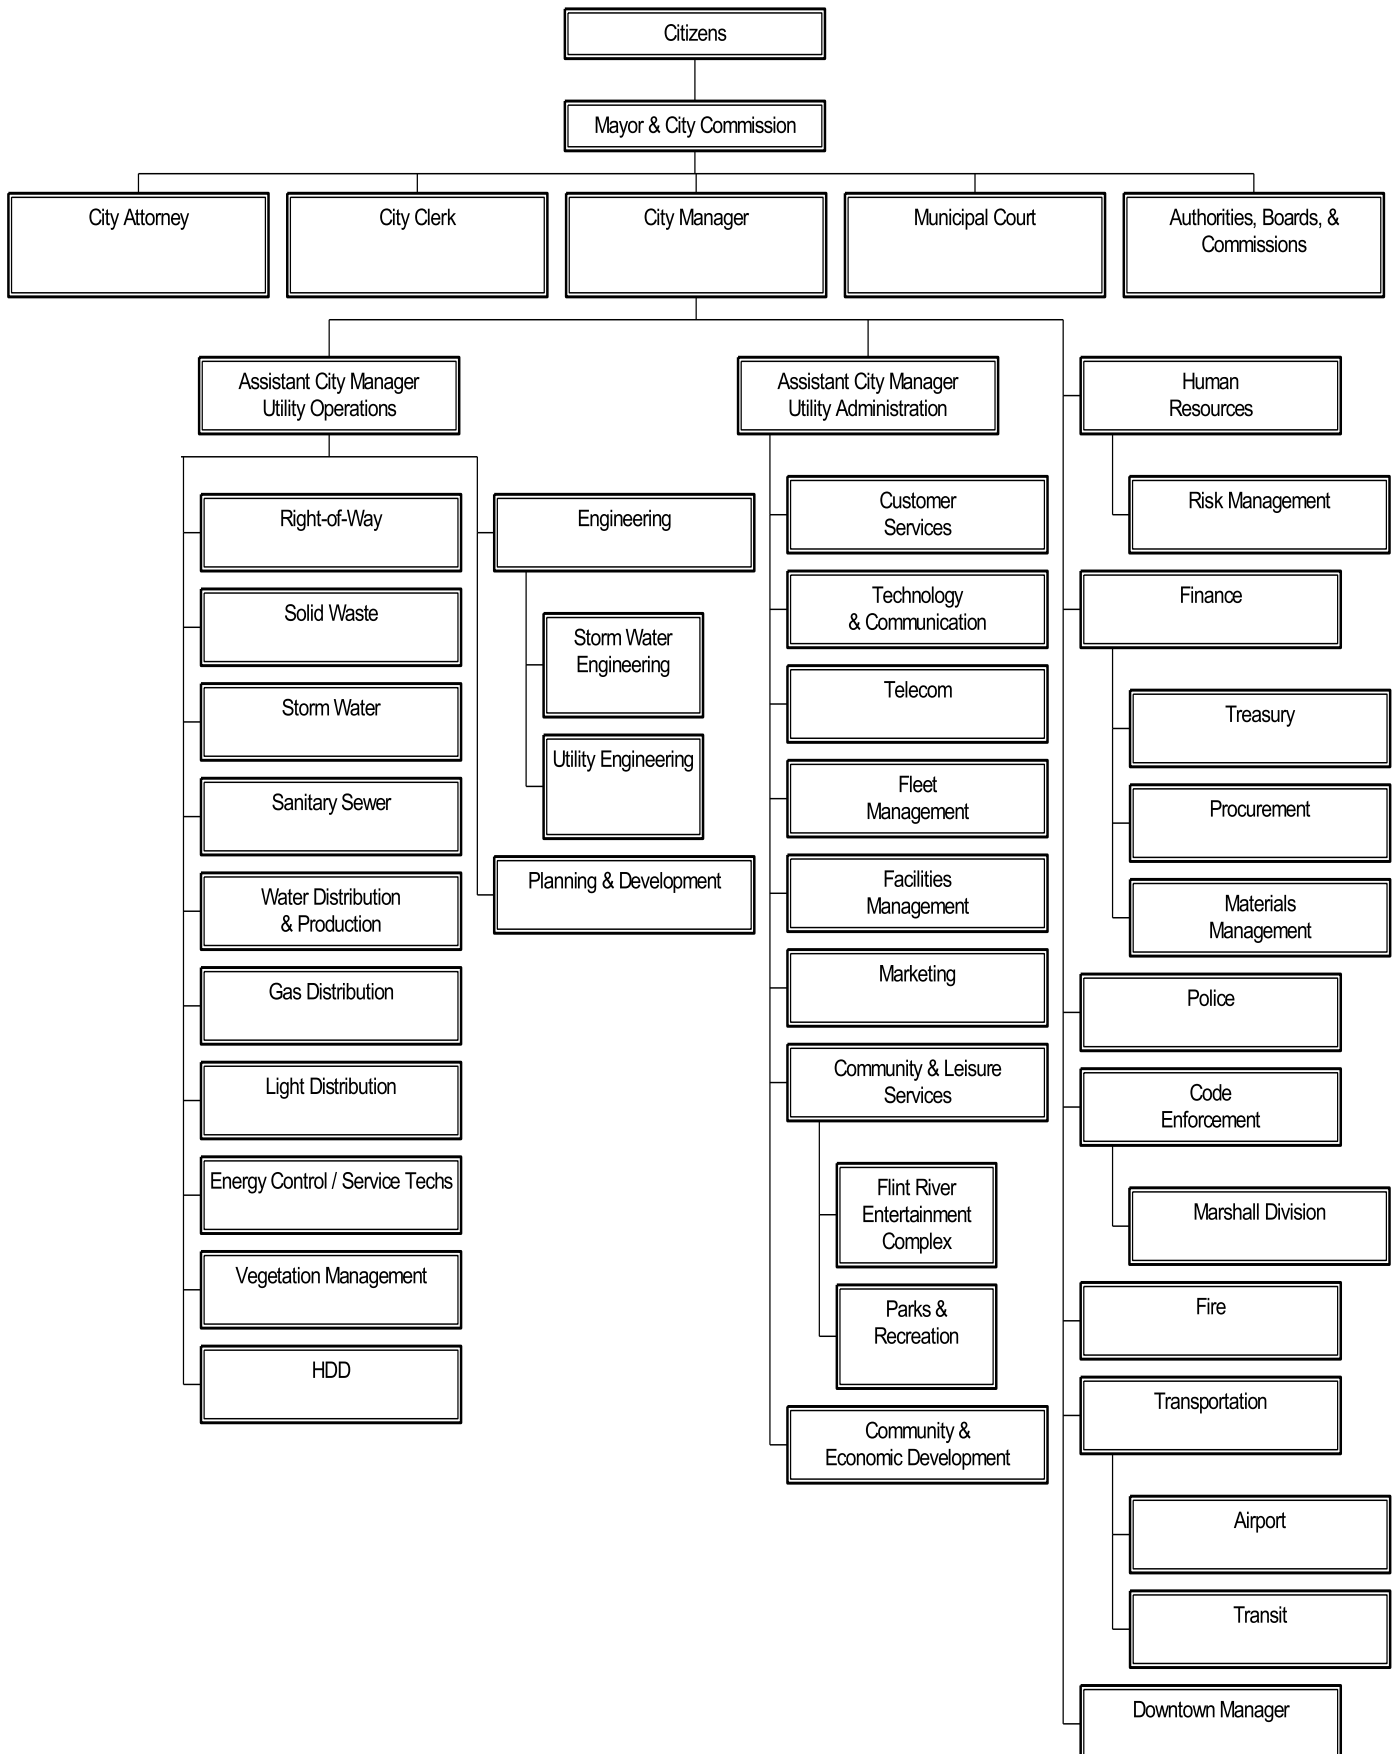 Citizens
Mayor & City Commission
City Attorney
City Clerk
City Manager
Municipal Court
Authorities, Boards, &
Commissions
Assistant City Manager
Utility Operations
Right-of-Way
Solid Waste
Storm Water
Sanitary Sewer
Water Distribution
& Production
Gas Distribution
Light Distribution
Energy Control / Service Techs
Vegetation Management
HDD
Engineering
Storm Water
Engineering
Utility Engineering
Planning & Development
Assistant City Manager
Utility Administration
Customer
Services
Technology
& Communication
Telecom
Fleet
Management
Facilities
Management
Marketing
Community & Leisure
Services
Flint River
Entertainment
Complex
Parks &
Recreation
Community &
Economic Development
Human
Resources
Risk Management
Finance
Treasury
Procurement
Materials
Management
Police
Code
Enforcement
Marshall Division
Fire
Transportation
Airport
Transit
Downtown Manager